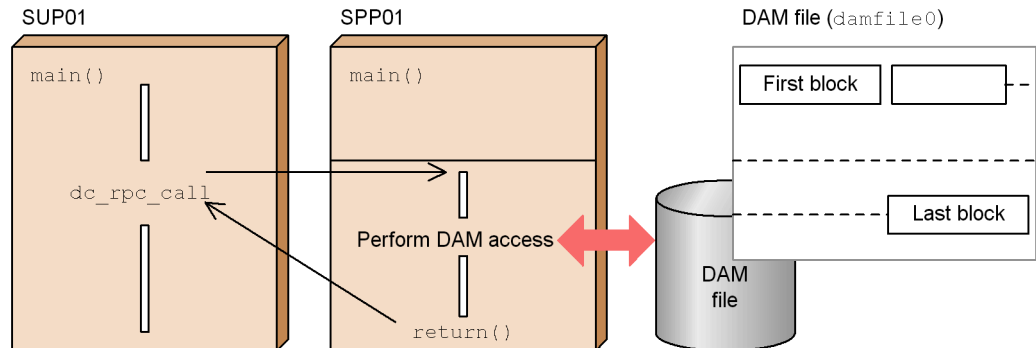 SUP01
SPP01
DAM file (damfile0)
main()
main()
First block
dc_rpc_call
Last block
Perform DAM access
DAM
file
return()